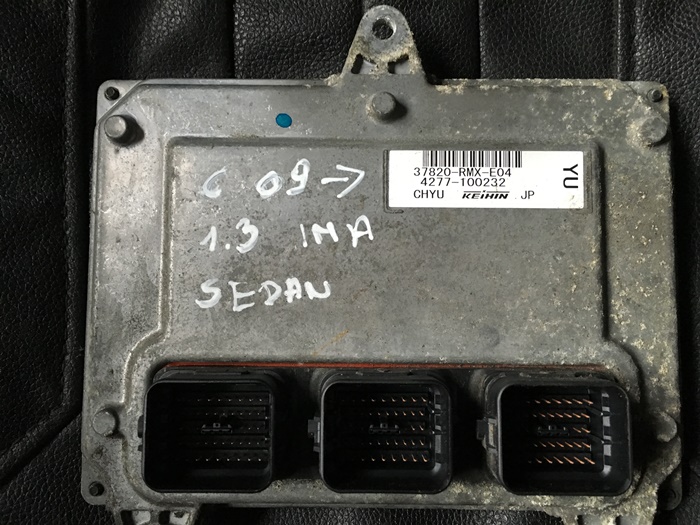 37820-RMX-E04
4277-100232
CHYU KEIHIN JP
YU
C 09->
1.3 IMA
SEDAN